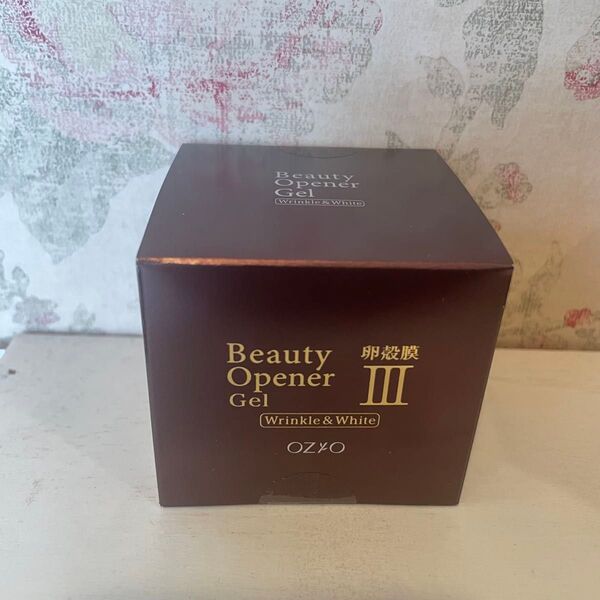 Beauty
Opener
Gel
Wrinkle&White
Beauty
Opener
Gel
卵殻膜
III
Wrinkle&White
OZIO